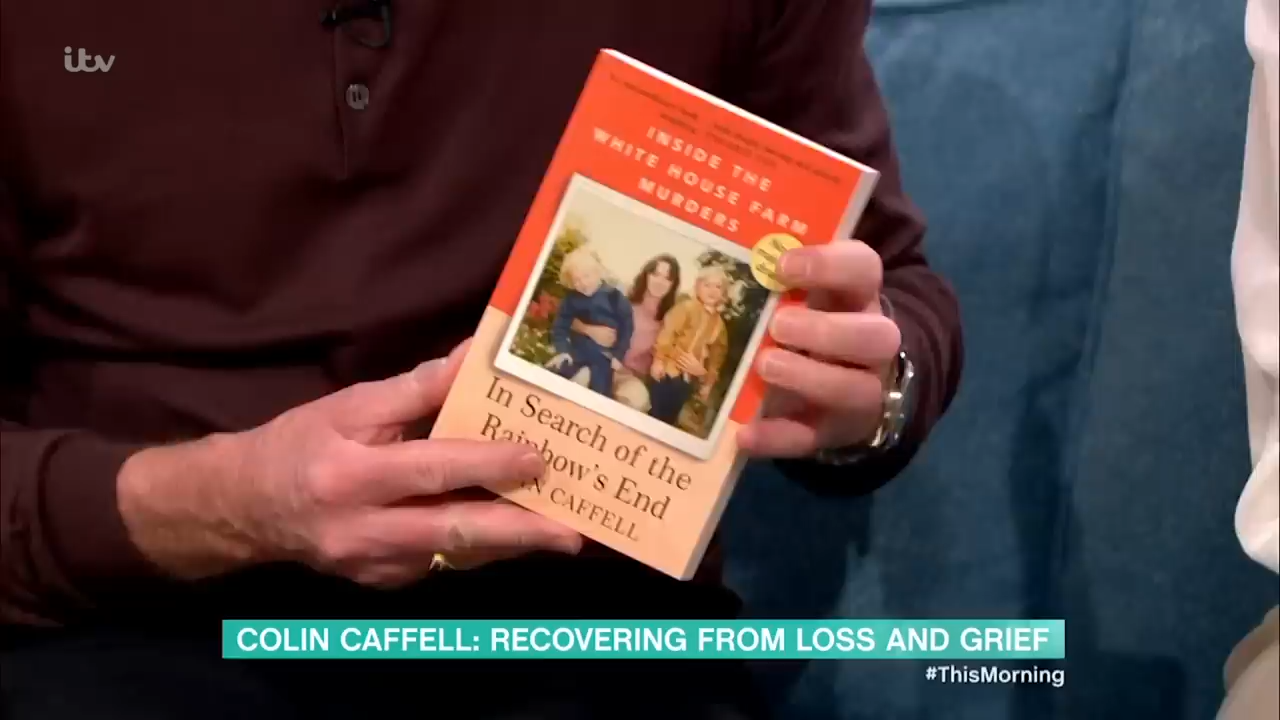 itv
INSIDE THE
WHITE HOUSE FARM
MURDERS
In Search of the
Rainbow's End
CAFFELL
COLIN CAFFELL: RECOVERING FROM LOSS AND GRIEF
#ThisMorning